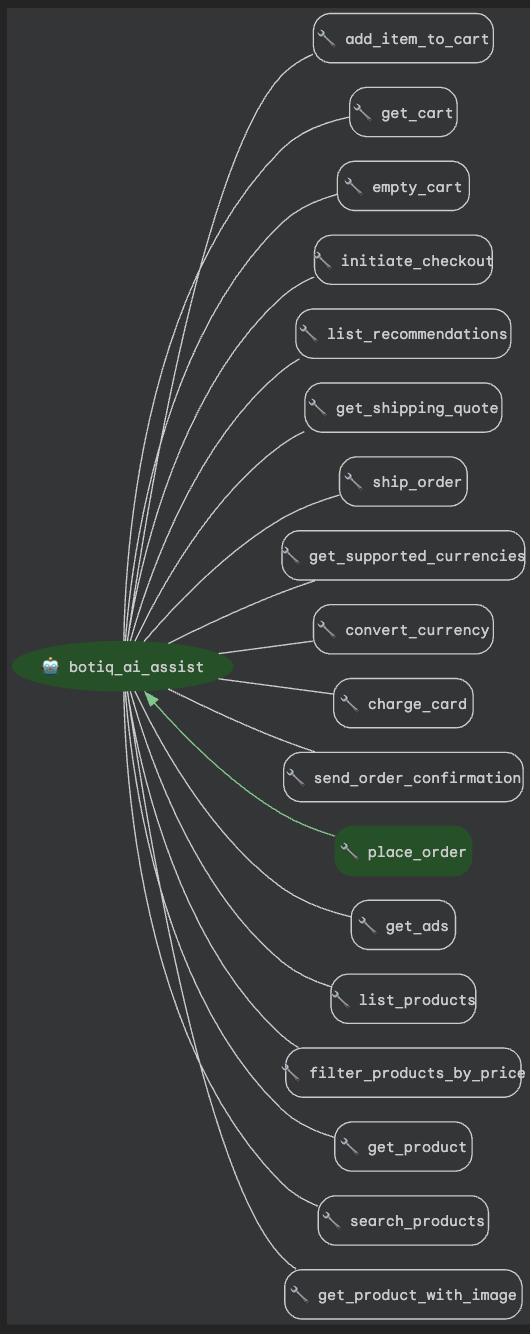 add_item_to_cart
get_cart
empty_cart
initiate_checkout
list_recommendations
get_shipping_quote
ship_order
get_supported_currencies
convert_currency
botiq_ai_assist
charge_card
send_order_confirmation
place_order
get_ads
list_products
filter_products_by_price
get_product
search_products
get_product_with_image